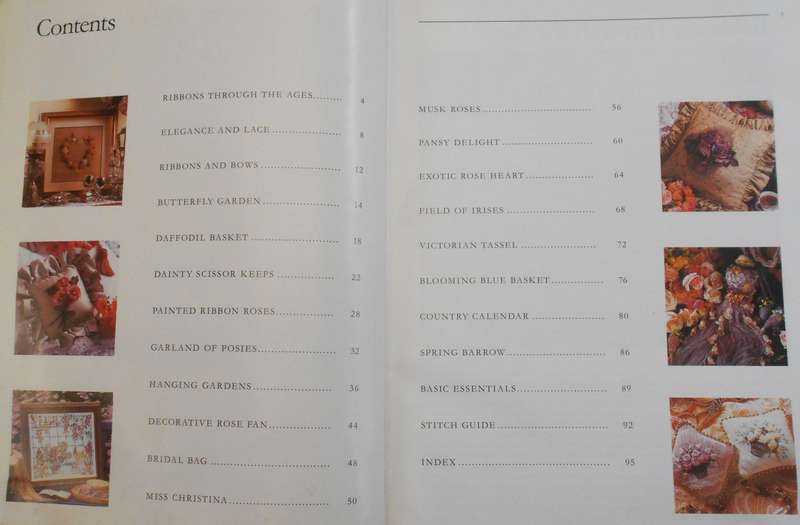 Contents
RIBBONS THROUGH THE AGES......... 4
ELEGANCE AND LACE...................... 8
RIBBONS AND BOWS......................... 12
BUTTERFLY GARDEN........................ 14
DAFFODIL BASKET............................ 18
DAINTY SCISSOR KEEPS.................. 22
PAINTED RIBBON ROSES.................. 28
GARLAND OF POSIES........................ 32
HANGING GARDENS......................... 36
DECORATIVE ROSE FAN.................... 44
BRIDAL BAG...................................... 48
MISS CHRISTINA................................ 50
MUSK ROSES.................................... 56
PANSY DELIGHT............................... 60
EXOTIC ROSE HEART....................... 64
FIELD OF IRISES.............................. 68
VICTORIAN TASSEL......................... 72
BLOOMING BLUE BASKET................ 76
COUNTRY CALENDAR...................... 80
SPRING BARROW............................. 86
BASIC ESSENTIALS........................... 89
STITCH GUIDE................................. 92
INDEX............................................... 95